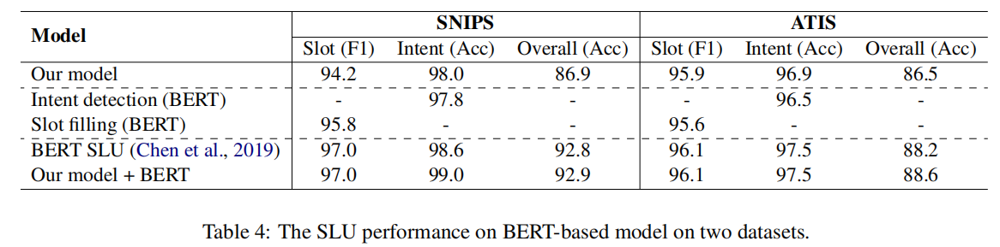 Model SNIPS ATIS
Slot (F1) Intent (Acc) Overall (Acc) Slot (F1) Intent (Acc) Overall (Acc)
Our model 94.2 98.0 86.9 95.9 96.9 86.5
Intent detection (BERT) - 97.8 - - 96.5 -
Slot filling (BERT) 95.8 - - 95.6 - -
BERT SLU (Chen et al., 2019) 97.0 98.6 92.8 96.1 97.5 88.2
Our model + BERT 97.0 99.0 92.9 96.1 97.5 88.6
Table 4: The SLU performance on BERT-based model on two datasets.